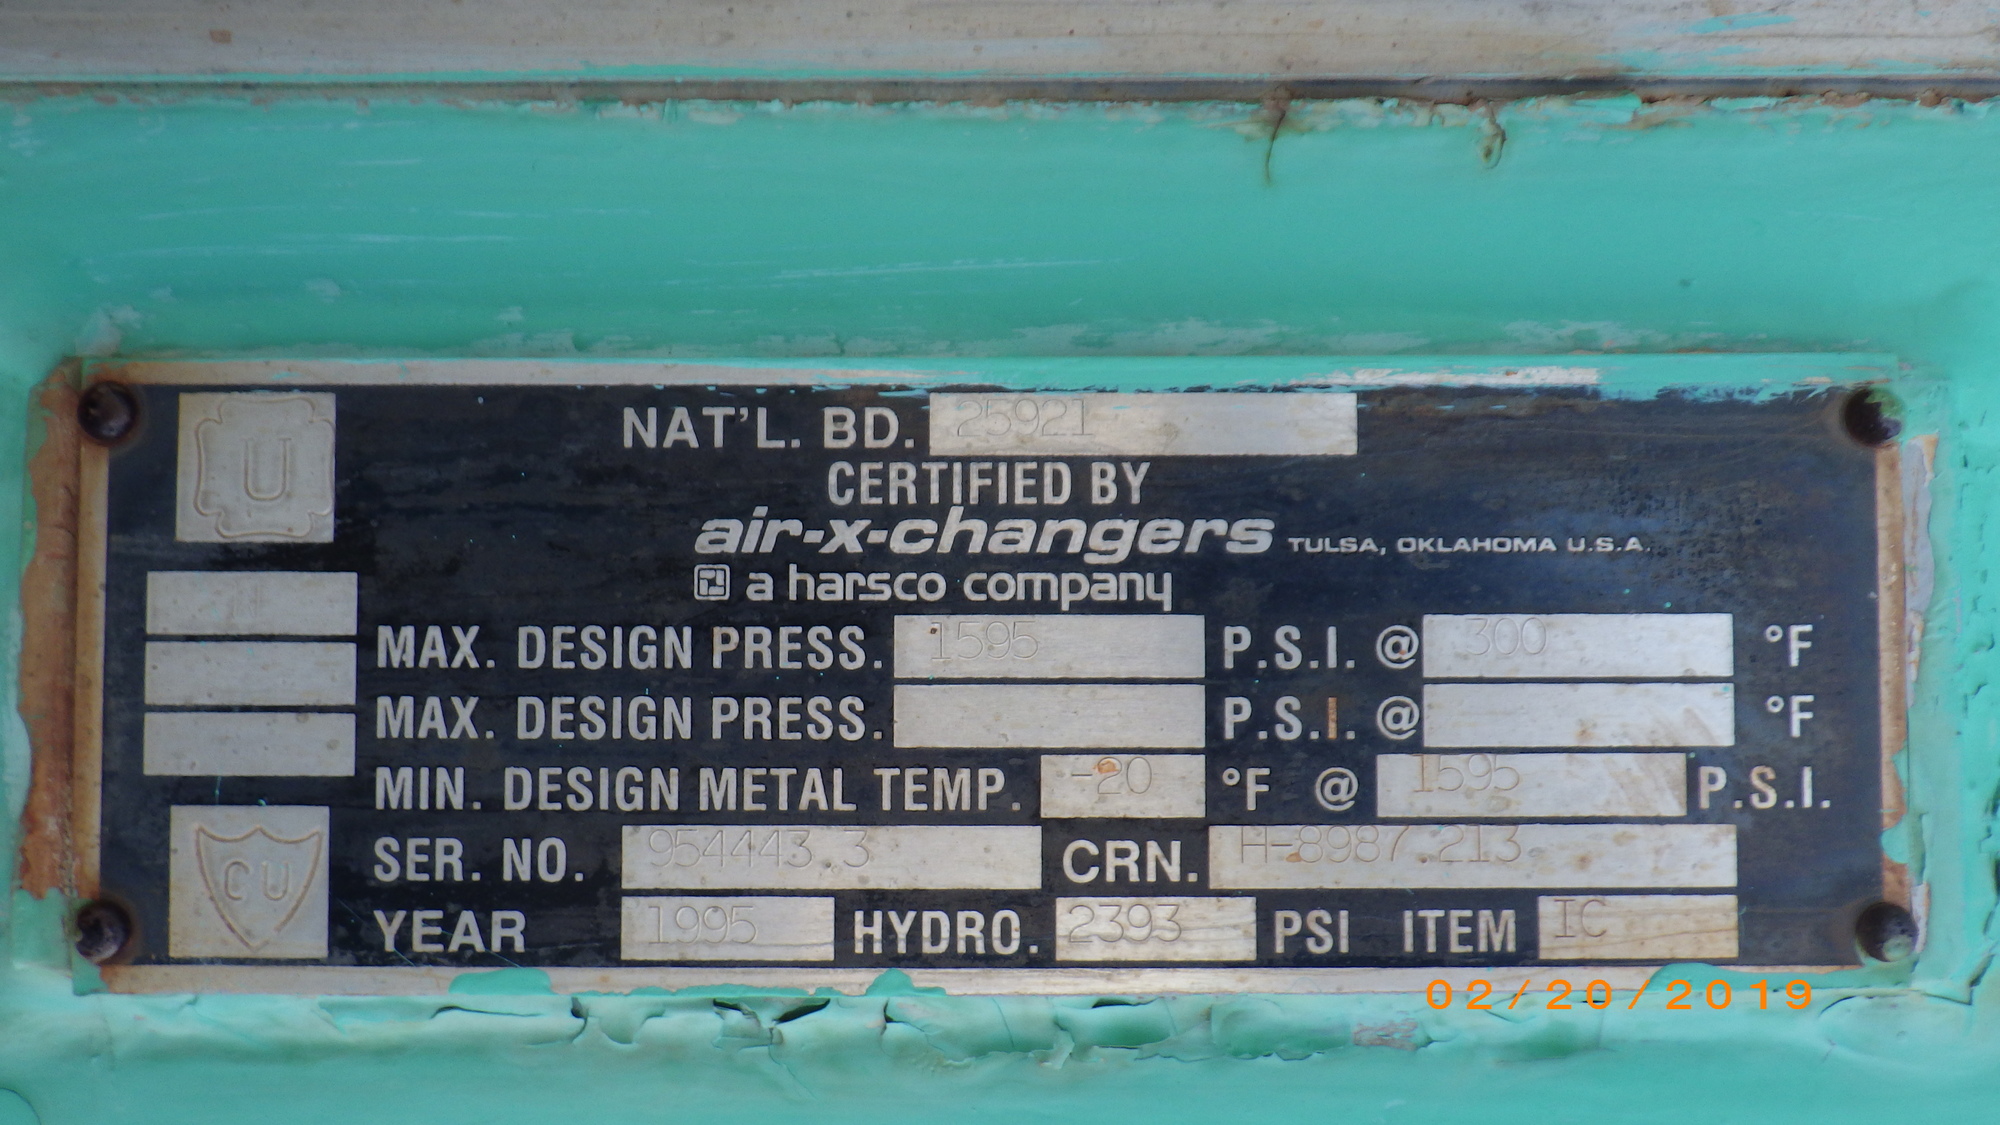 U
NAT'L. BD. 25921
CERTIFIED BY
air-x-changers TULSA, OKLAHOMA U.S.A.
a harsco company
MAX. DESIGN PRESS. 1595 P.S.I. @ 300 °F
MAX. DESIGN PRESS. P.S.I. @ °F
MIN. DESIGN METAL TEMP. -20 °F @ 1595 P.S.I.
CU
SER. NO. 954443.3 CRN. H-8987.213
YEAR 1995 HYDRO. 2393 PSI ITEM IC
02/20/2019